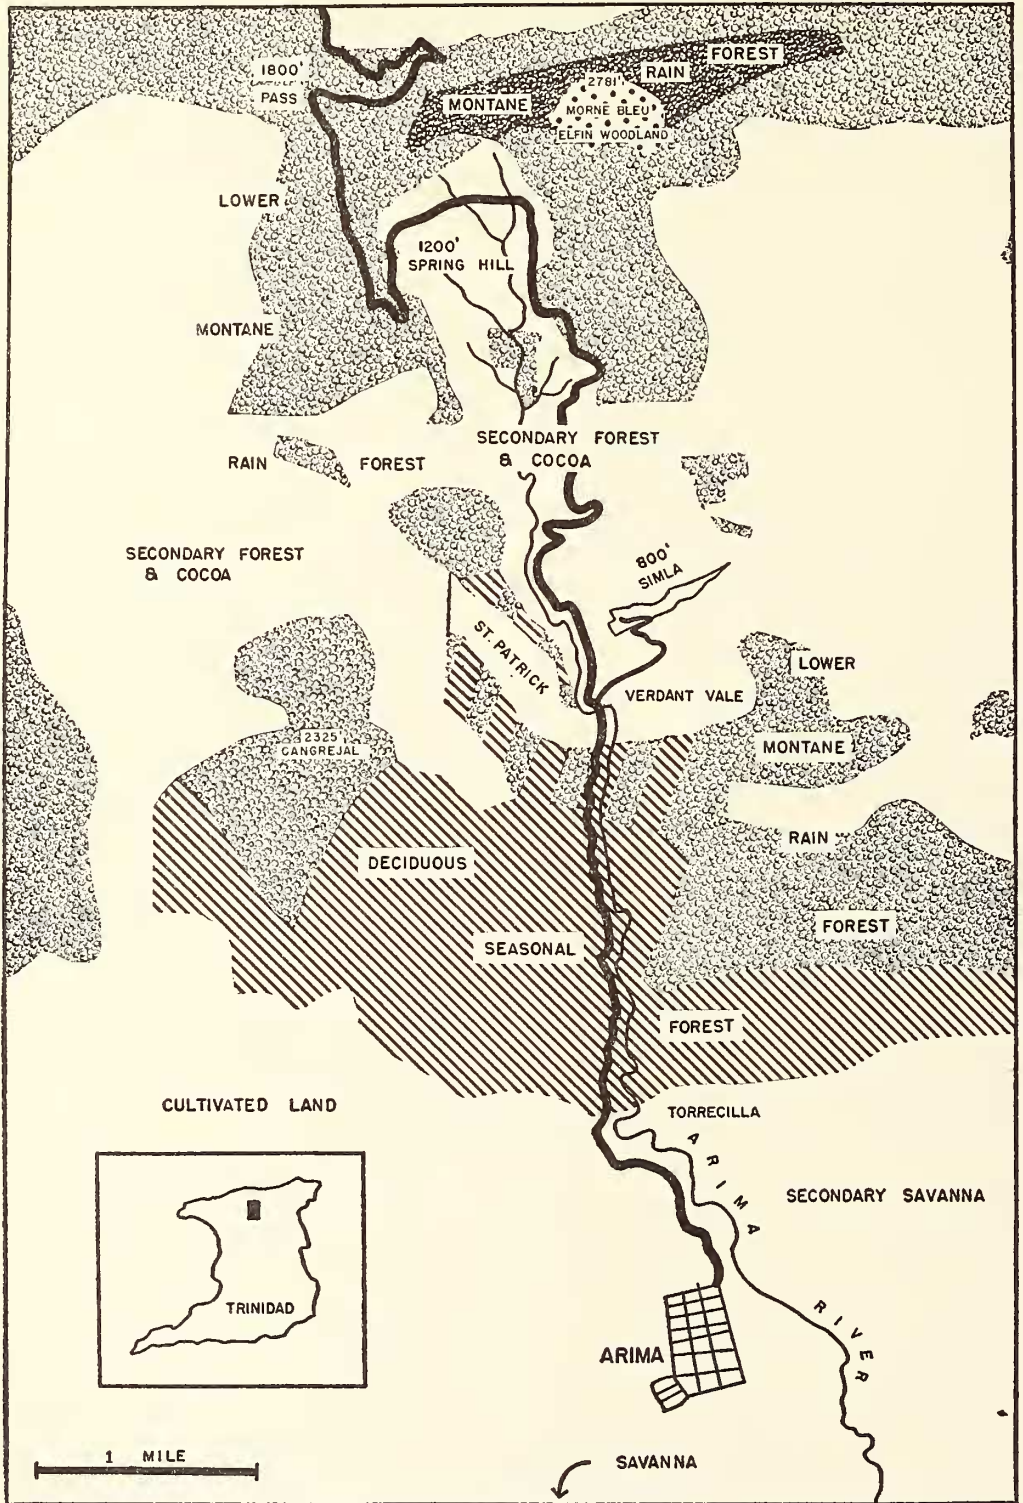 FOREST
1800'
PASS
RAIN
2781'
MONTANE
MORNE BLEU
ELFIN WOODLAND
LOWER
1200'
SPRING HILL
MONTANE
SECONDARY FOREST
& COCOA
RAIN
FOREST
SECONDARY FOREST
& COCOA
800'
SIMLA
ST. PATRICK
LOWER
VERDANT VALE
2325'
CANGREJAL
MONTANE
RAIN
DECIDUOUS
FOREST
SEASONAL
FOREST
CULTIVATED LAND
TORRECILLA
ARIMA RIVER
SECONDARY SAVANNA
TRINIDAD
ARIMA
1 MILE
SAVANNA